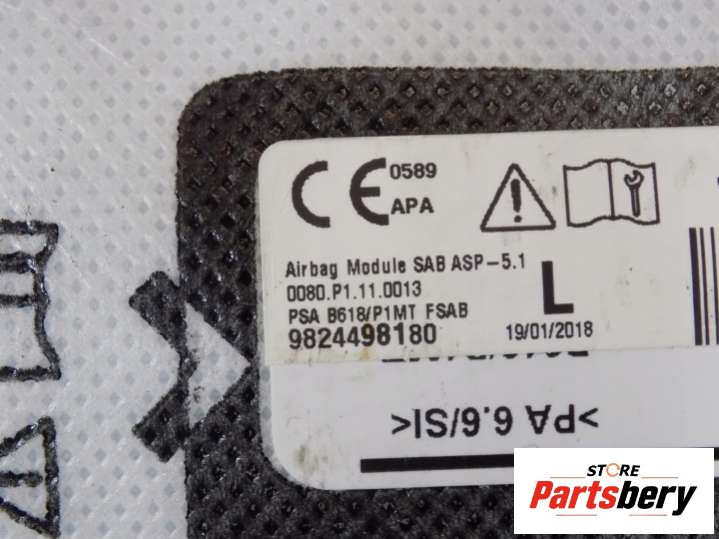 CE 0589
APA
Airbag Module SAB ASP-5.1
0080.P1.11.0013
PSA B618/P1MT FSAB
9824498180
L
19/01/2018
>PA 6.6/SI<
STORE
Partsbery